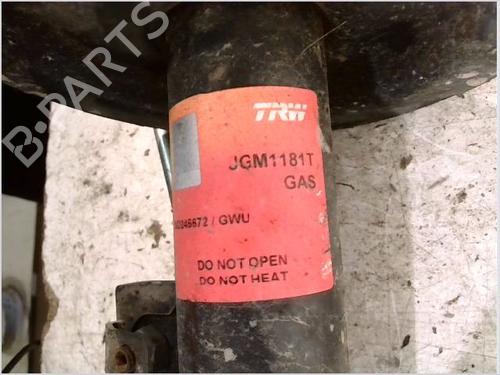 B-PARTS
TRW
JGM1181T
GAS
/ GWU
DO NOT OPEN
DO NOT HEAT